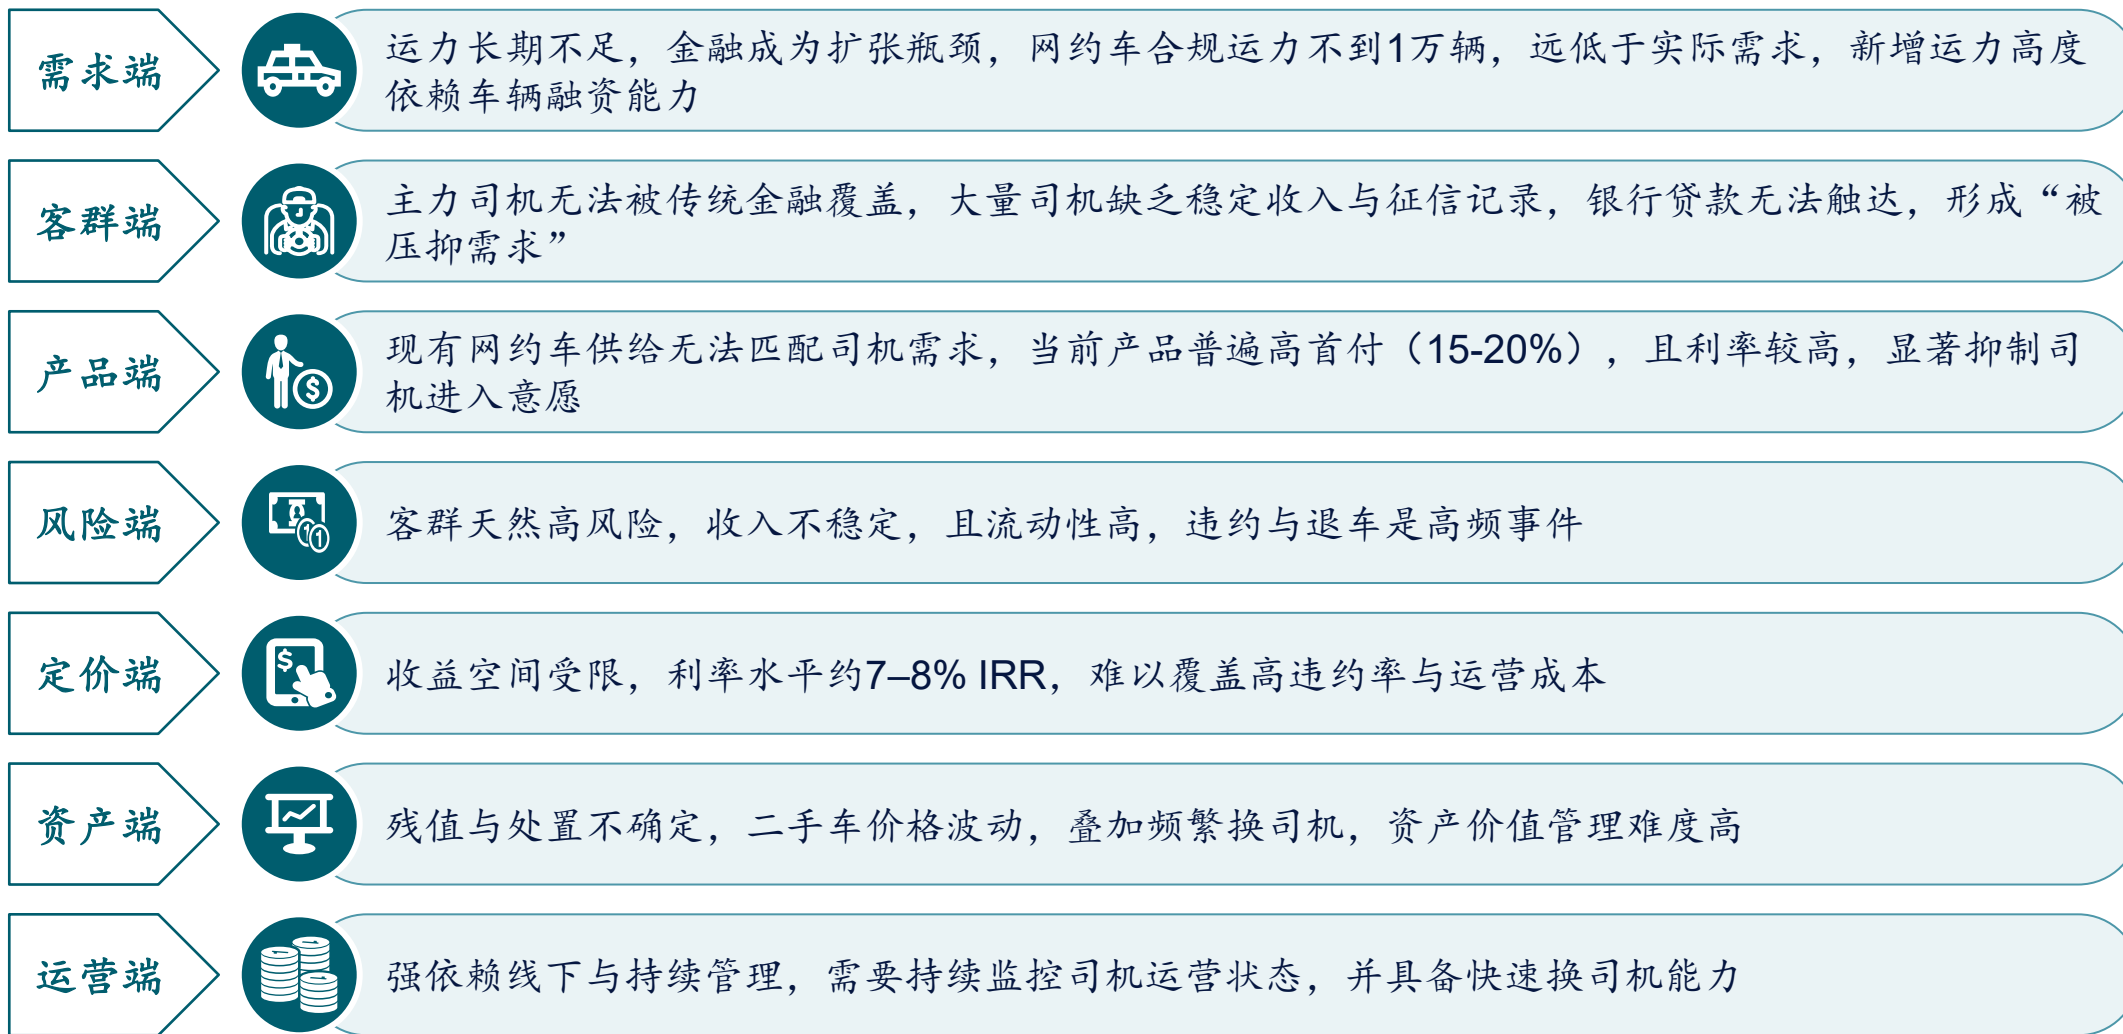 需求端
运力长期不足，金融成为扩张瓶颈，网约车合规运力不到1万辆，远低于实际需求，新增运力高度
依赖车辆融资能力
客群端
主力司机无法被传统金融覆盖，大量司机缺乏稳定收入与征信记录，银行贷款无法触达，形成“被
压抑需求”
产品端
现有网约车供给无法匹配司机需求，当前产品普遍高首付（15-20%），且利率较高，显著抑制司
机进入意愿
风险端
客群天然高风险，收入不稳定，且流动性高，违约与退车是高频事件
定价端
收益空间受限，利率水平约7–8% IRR，难以覆盖高违约率与运营成本
资产端
残值与处置不确定，二手车价格波动，叠加频繁换司机，资产价值管理难度高
运营端
强依赖线下与持续管理，需要持续监控司机运营状态，并具备快速换司机能力